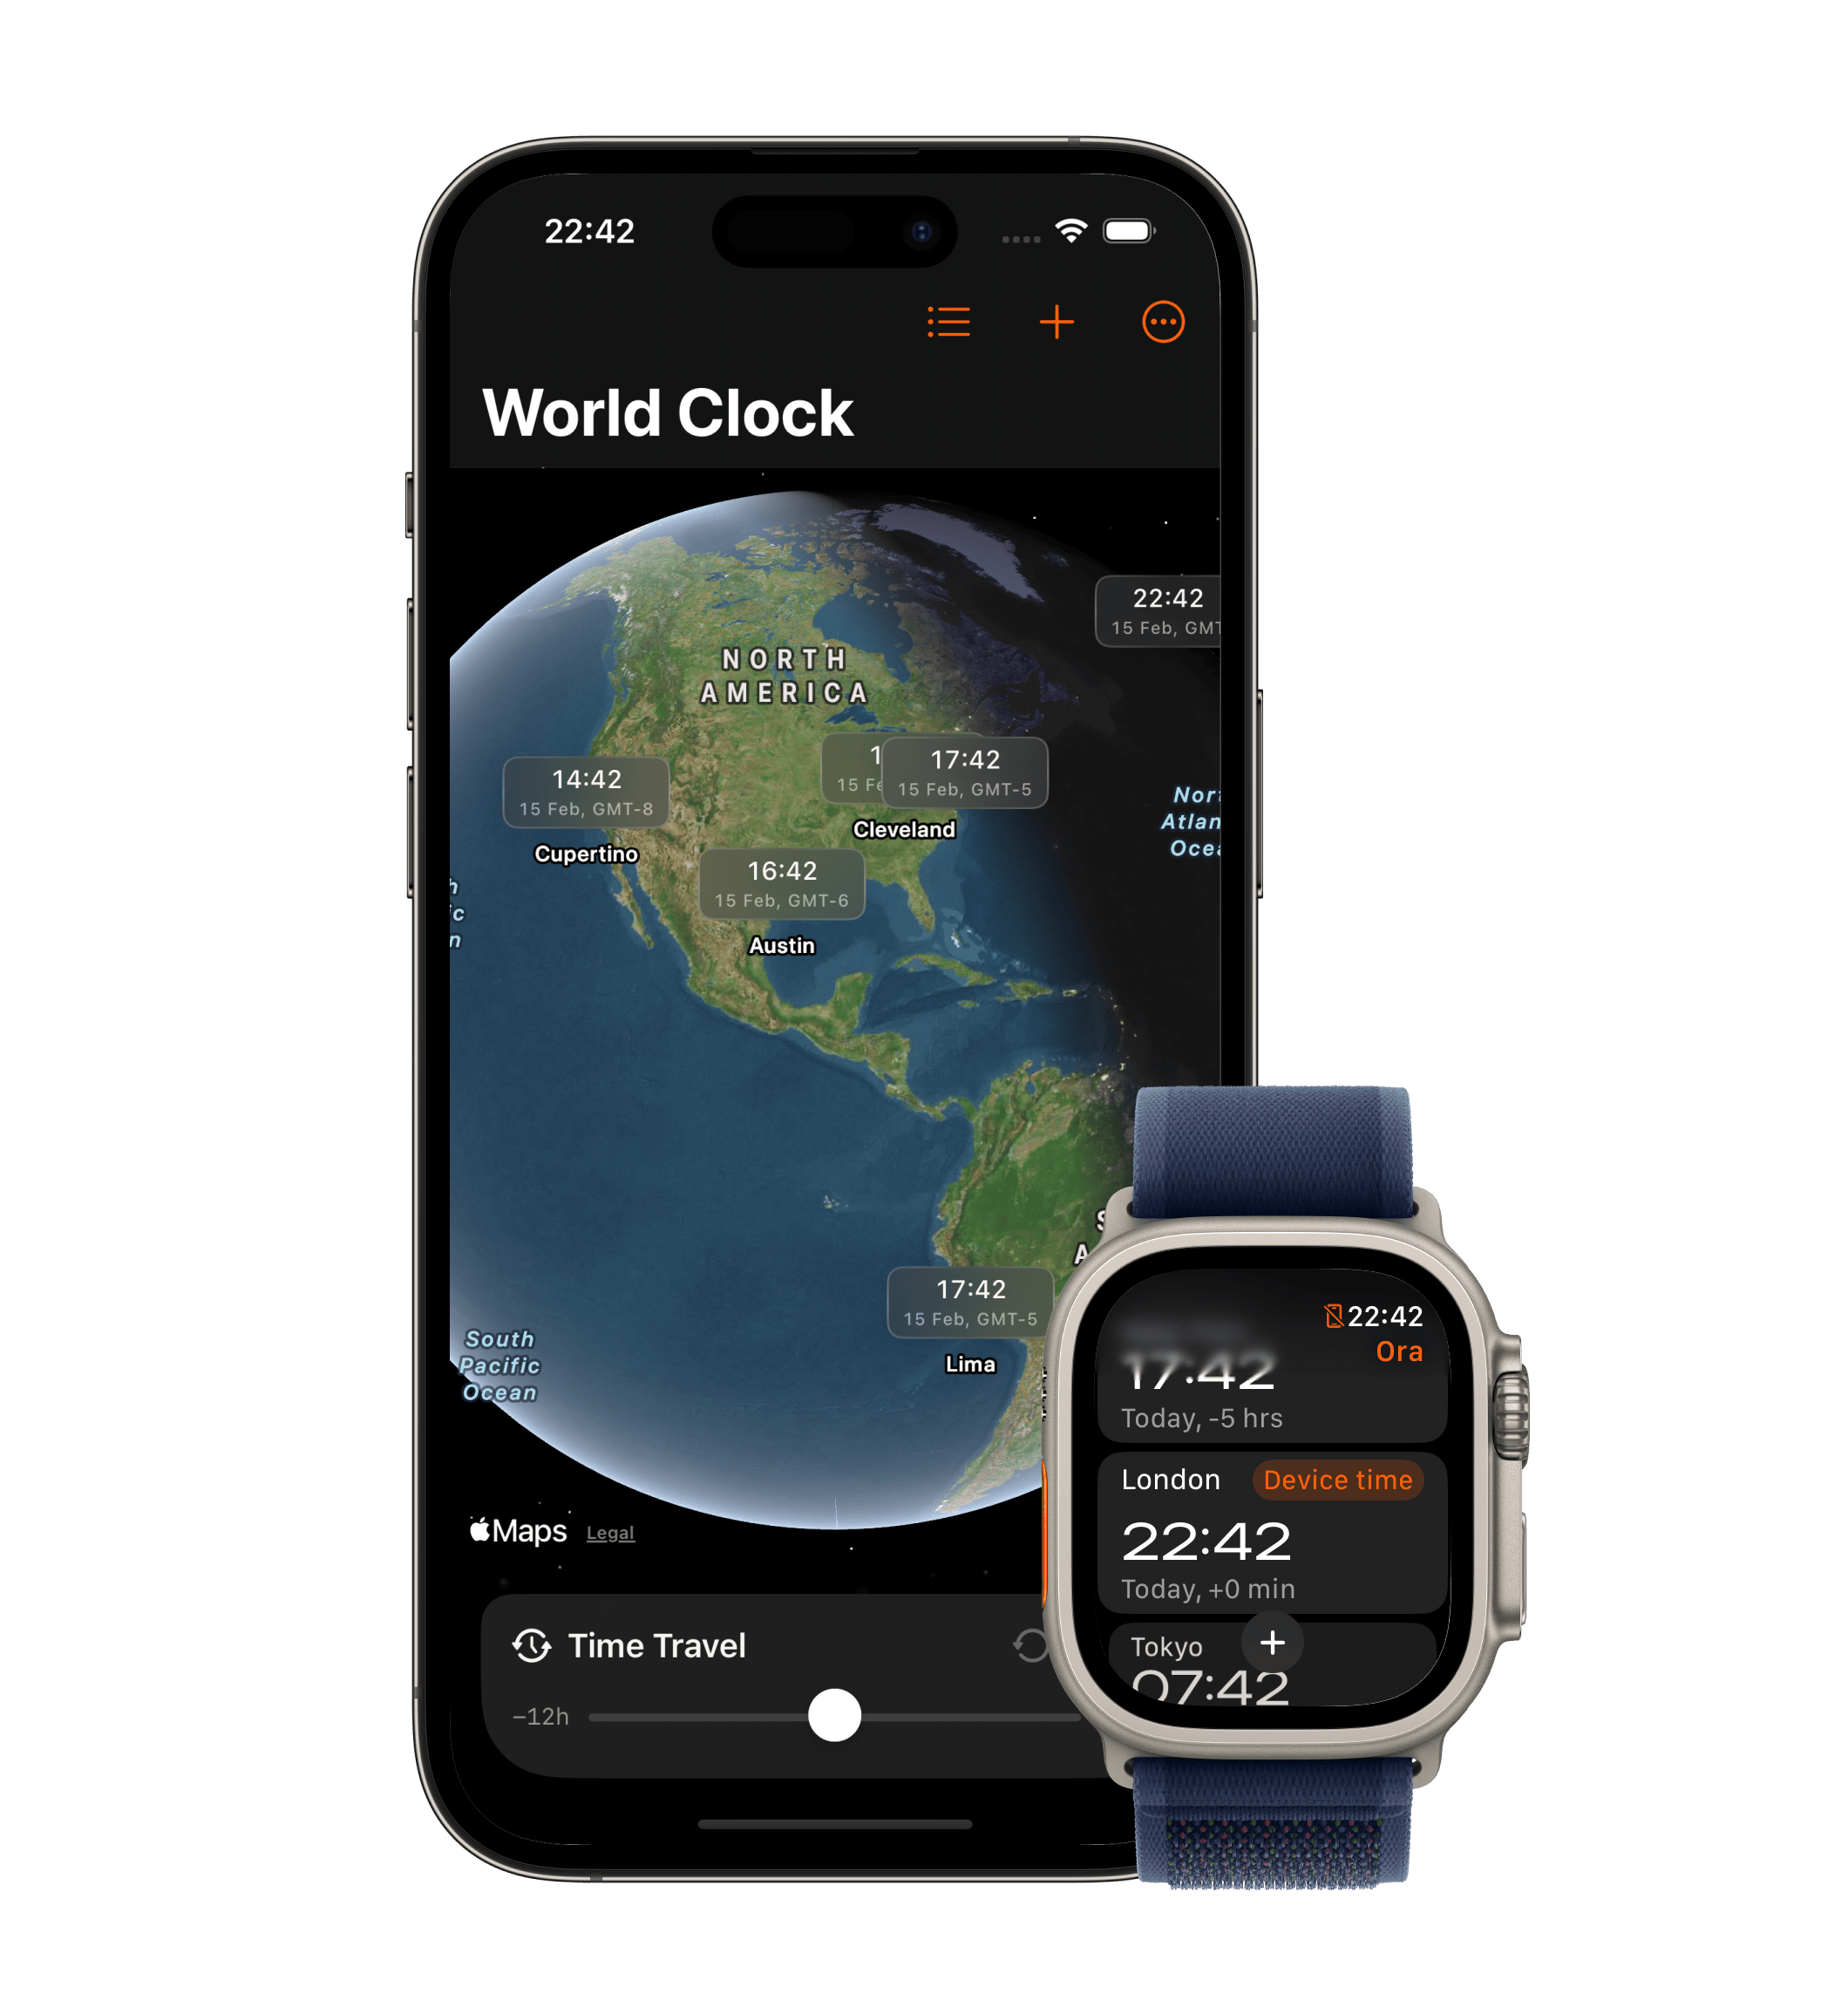 22:42
World Clock
22:42
15 Feb, GMT
NORTH
AMERICA
17:42
15 Feb, GMT-5
15
Cleveland
14:42
15 Feb, GMT-8
Cupertino
16:42
15 Feb, GMT-6
Austin
Ocea
17:42
15 Feb, GMT-5
Lima
South
Pacific
Ocean
Maps Legal
Time Travel
–12h
22:42
Ora
17:42
Today, -5 hrs
London Device time
22:42
Today, +0 min
Tokyo
07:42